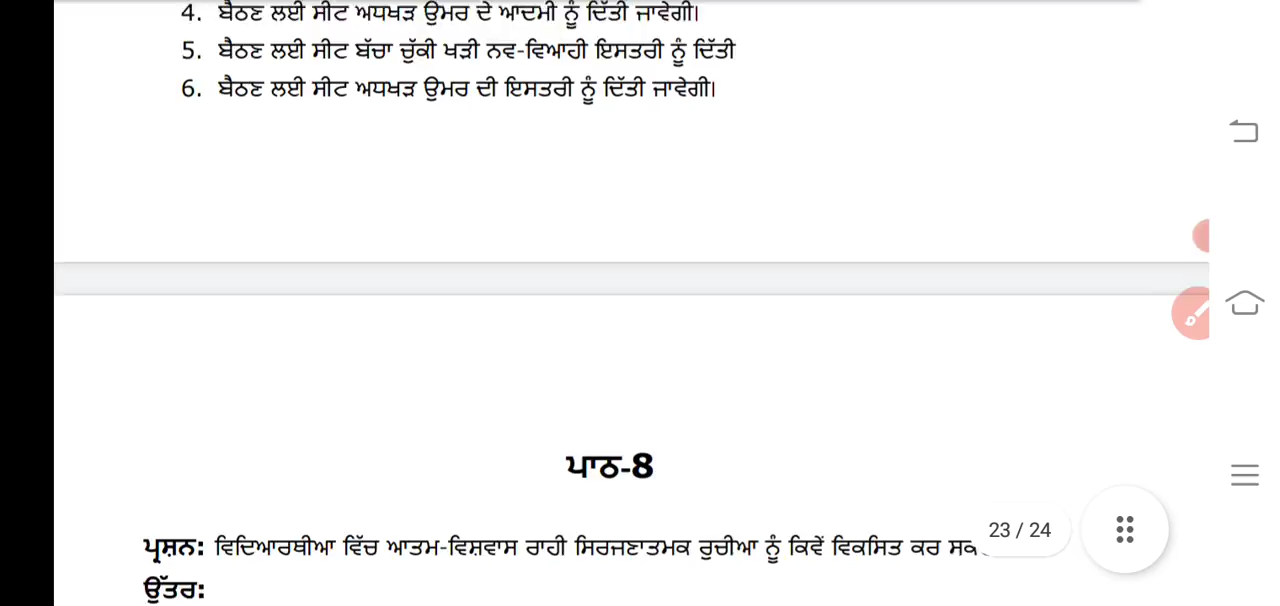 4. ਬੈਠਣ ਲਈ ਸੀਟ ਅਧਖੜ ਉਮਰ ਦੇ ਆਦਮੀ ਨੂੰ ਦਿੱਤੀ ਜਾਵੇਗੀ।
5. ਬੈਠਣ ਲਈ ਸੀਟ ਬੱਚਾ ਚੁੱਕੀ ਖੜੀ ਨਵ-ਵਿਆਹੀ ਇਸਤਰੀ ਨੂੰ ਦਿੱਤੀ
6. ਬੈਠਣ ਲਈ ਸੀਟ ਅਧਖੜ ਉਮਰ ਦੀ ਇਸਤਰੀ ਨੂੰ ਦਿੱਤੀ ਜਾਵੇਗੀ।
ਪਾਠ-8
ਪ੍ਰਸ਼ਨ: ਵਿਦਿਆਰਥੀਆ ਵਿੱਚ ਆਤਮ-ਵਿਸ਼ਵਾਸ ਰਾਹੀ ਸਿਰਜਣਾਤਮਕ ਰੁਚੀਆ ਨੂੰ ਕਿਵੇਂ ਵਿਕਸਿਤ ਕਰ
23 / 24
ਉੱਤਰ: